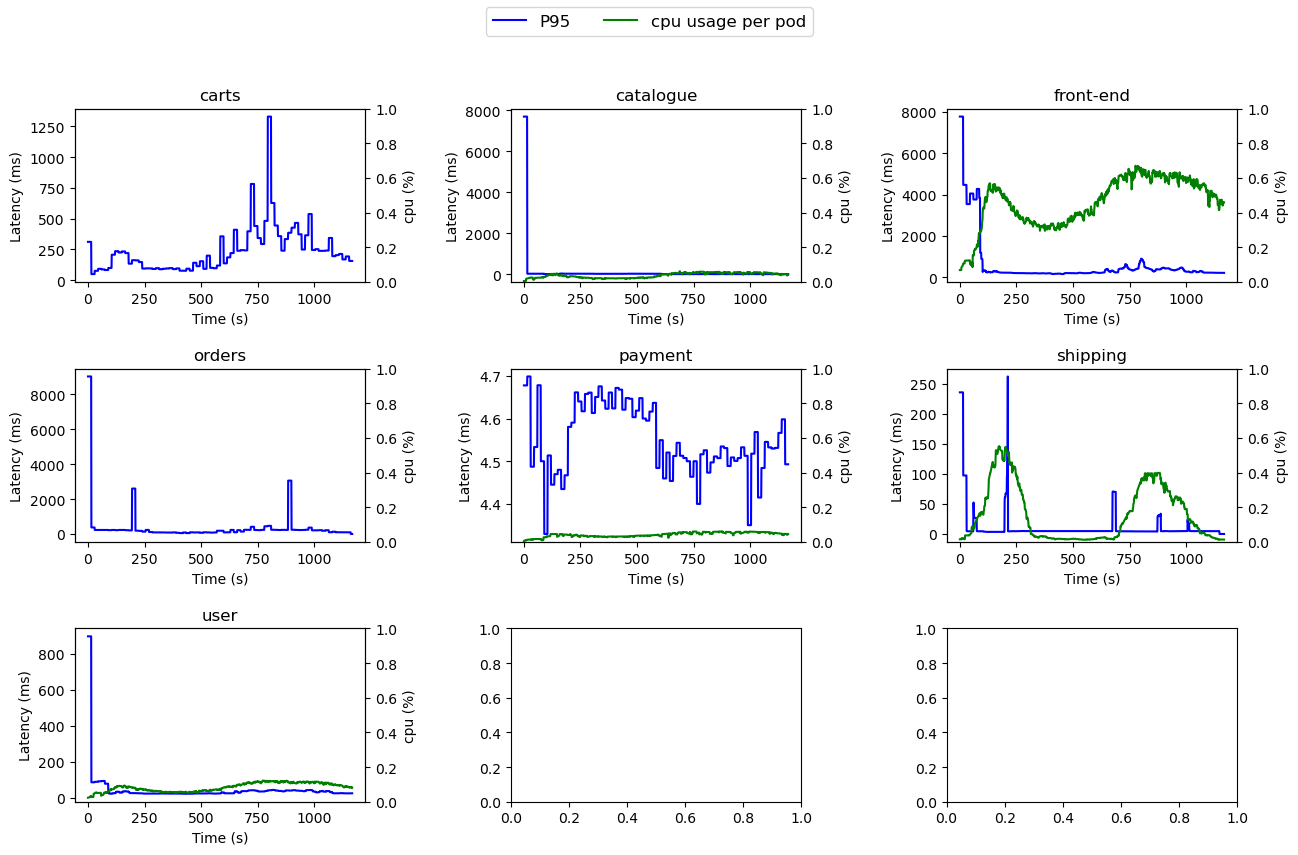 P95 cpu usage per pod
carts catalogue front-end
1250
1000
750
500
250
0
Latency (ms)
1.0
0.8
0.6
0.4
0.2
0.0
cpu (%)
0 250 500 750 1000
Time (s)
8000
6000
4000
2000
0
Latency (ms)
1.0
0.8
0.6
0.4
0.2
0.0
cpu (%)
0 250 500 750 1000
Time (s)
8000
6000
4000
2000
0
Latency (ms)
1.0
0.8
0.6
0.4
0.2
0.0
cpu (%)
0 250 500 750 1000
Time (s)
orders payment shipping
8000
6000
4000
2000
0
Latency (ms)
1.0
0.8
0.6
0.4
0.2
0.0
cpu (%)
0 250 500 750 1000
Time (s)
4.7
4.6
4.5
4.4
Latency (ms)
1.0
0.8
0.6
0.4
0.2
0.0
cpu (%)
0 250 500 750 1000
Time (s)
250
200
150
100
50
0
Latency (ms)
1.0
0.8
0.6
0.4
0.2
0.0
cpu (%)
0 250 500 750 1000
Time (s)
user
800
600
400
200
0
Latency (ms)
1.0
0.8
0.6
0.4
0.2
0.0
cpu (%)
0 250 500 750 1000
Time (s)
1.0
0.8
0.6
0.4
0.2
0.0
0.0 0.2 0.4 0.6 0.8 1.0
1.0
0.8
0.6
0.4
0.2
0.0
0.0 0.2 0.4 0.6 0.8 1.0